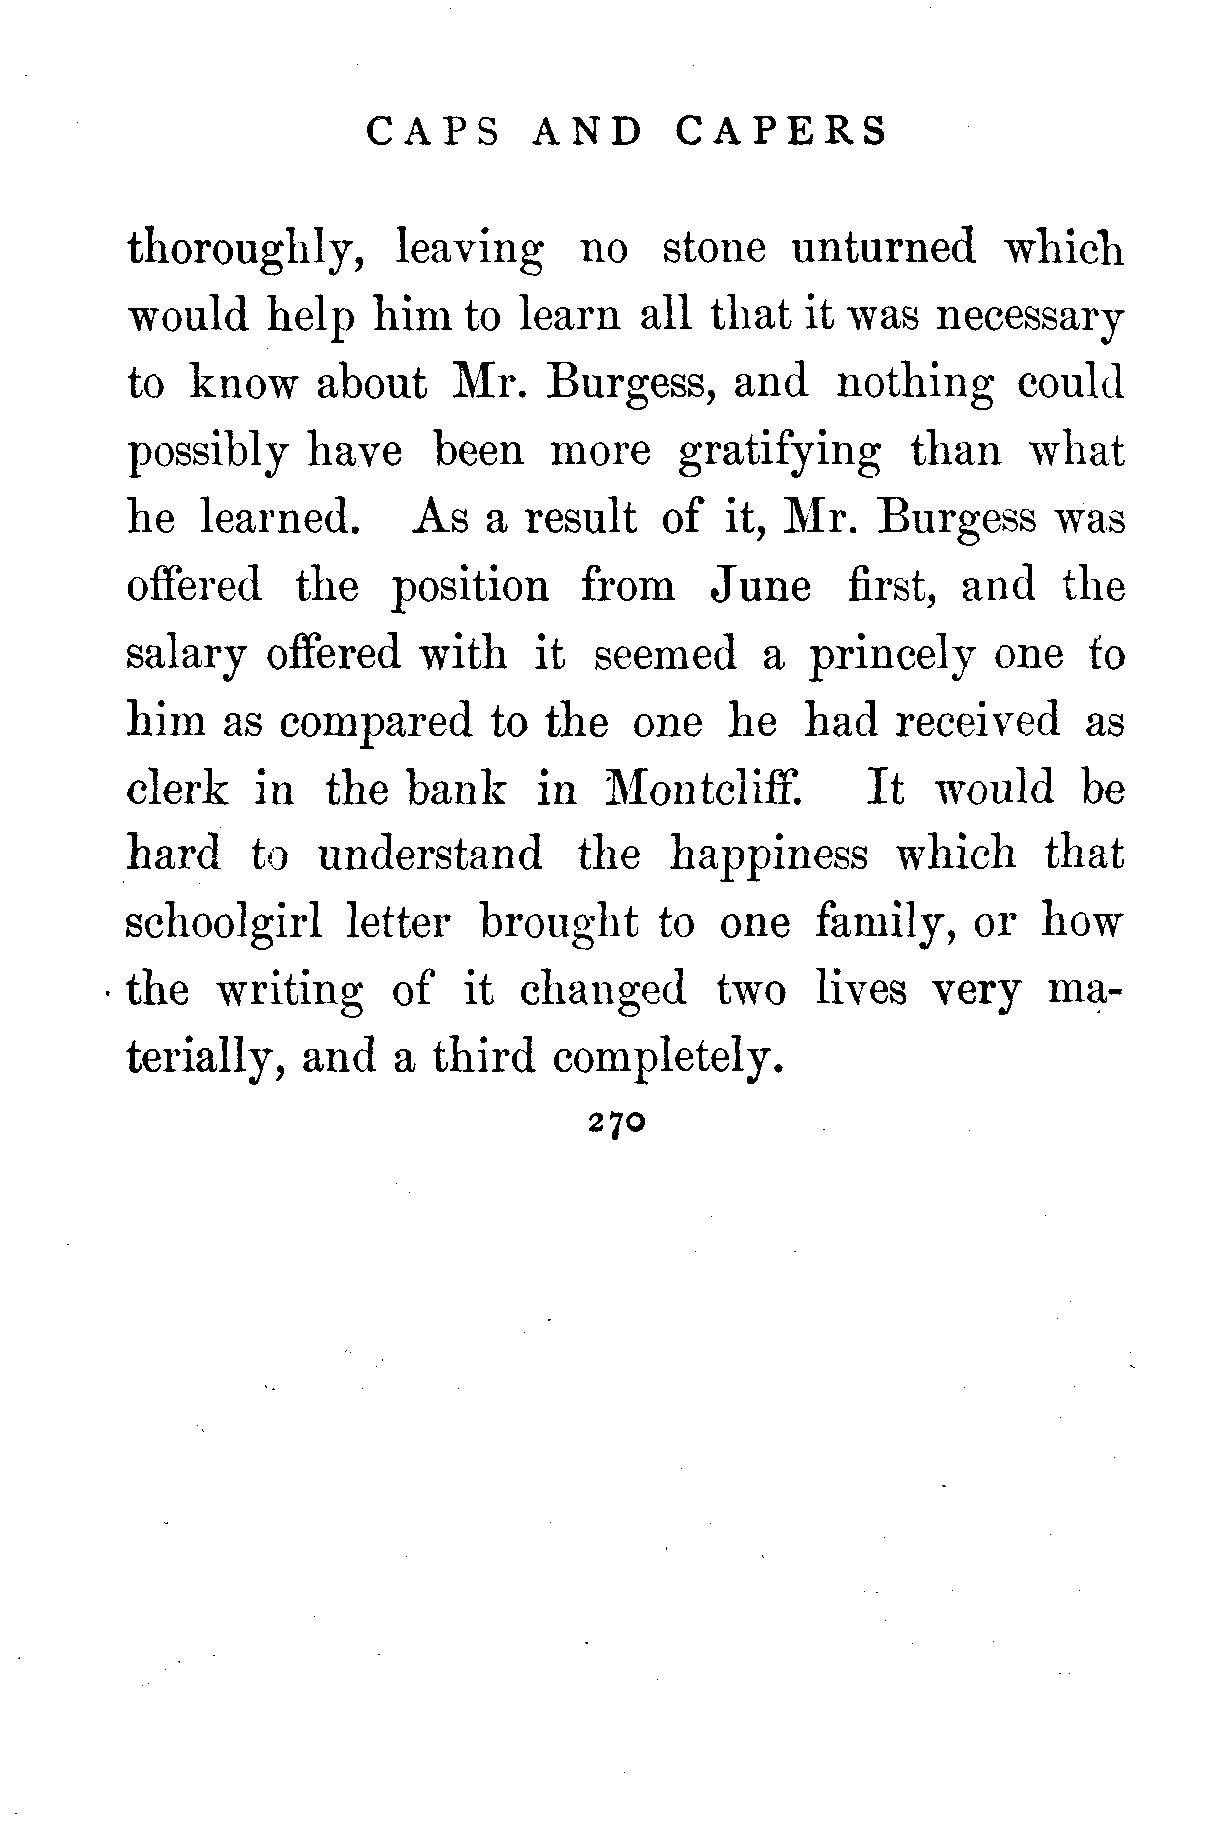 CAPS AND CAPERS
thoroughly, leaving no stone unturned which
would help him to learn all that it was necessary
to know about Mr. Burgess, and nothing could
possibly have been more gratifying than what
he learned. As a result of it, Mr. Burgess was
offered the position from June first, and the
salary offered with it seemed a princely one to
him as compared to the one he had received as
clerk in the bank in Montcliff. It would be
hard to understand the happiness which that
schoolgirl letter brought to one family, or how
the writing of it changed two lives very ma-
terially, and a third completely.
270